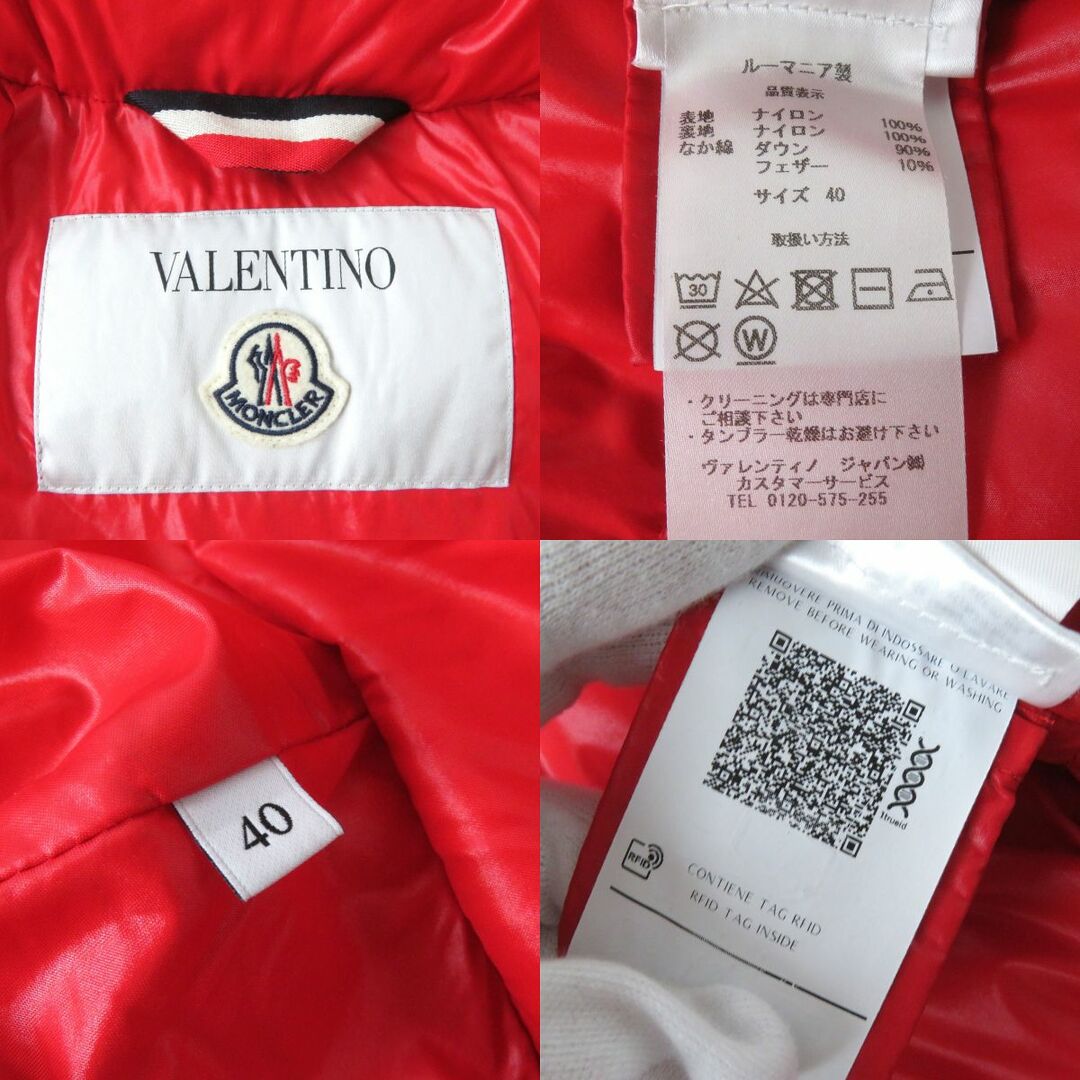 VALENTINO
MONCLER
ルーマニア製
品質表示
表地 ナイロン 100%
裏地 ナイロン 100%
なか綿 ダウン 90%
フェザー 10%
サイズ 40
取扱い方法
30
W
・クリーニングは専門店に
ご相談下さい
・タンブラー乾燥はお避け下さい
ヴァレンティノ ジャパン㈱
カスタマーサービス
TEL 0120-575-255
40
PRIMA DI INDOSSARE O LAVARE
REMOVE BEFORE WEARING OR WASHING
1trueid
RFID
CONTIENE TAG RFID
RFID TAG INSIDE